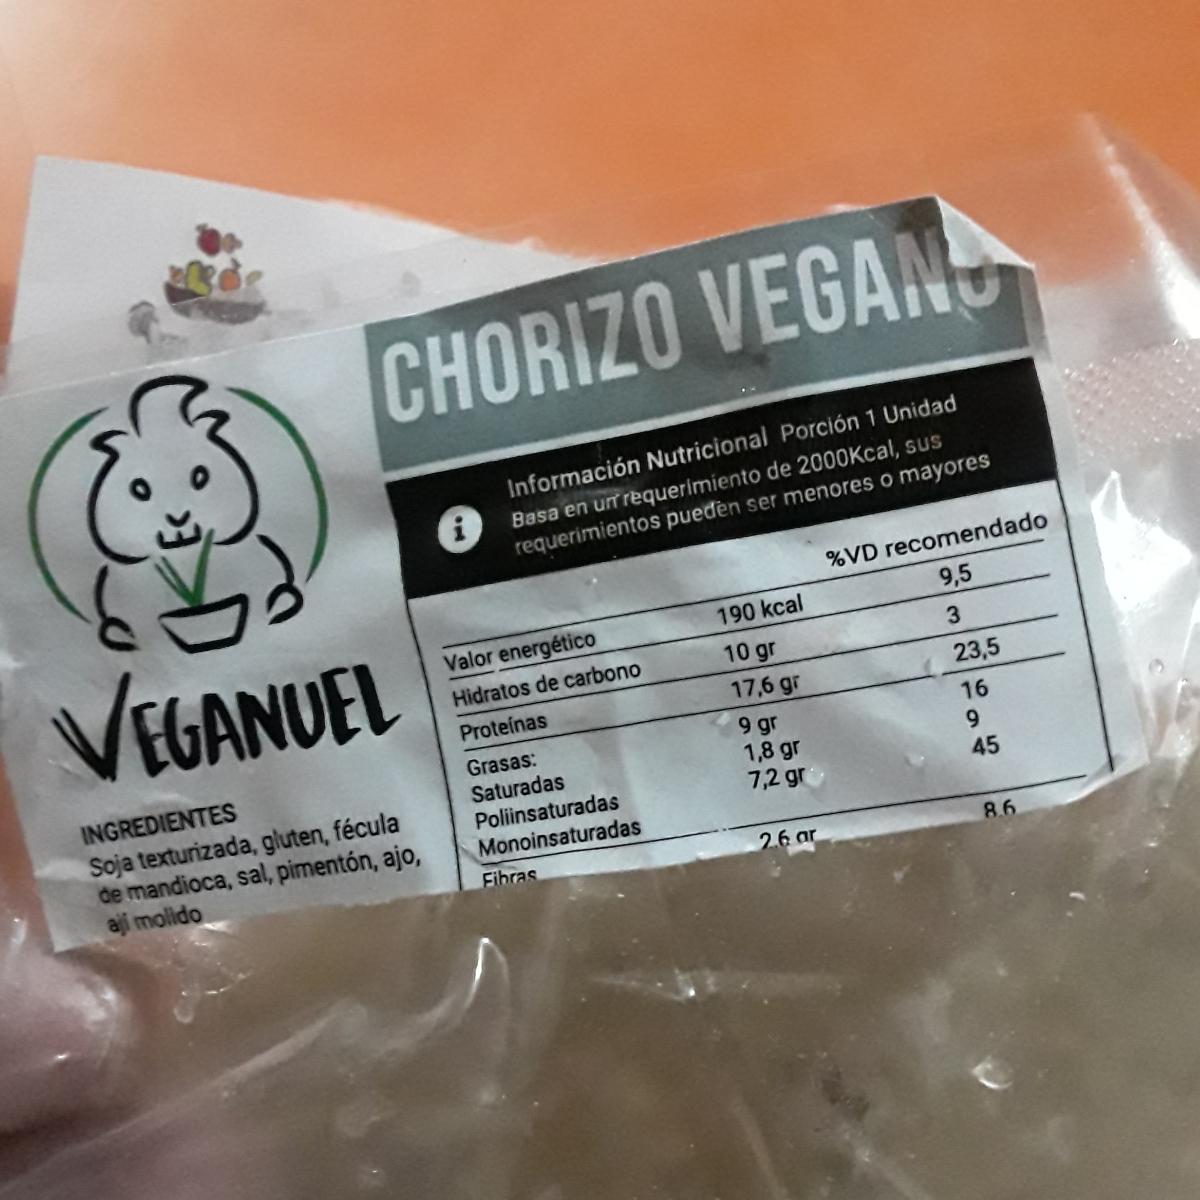 CHORIZO VEGANO
i
Información Nutricional Porción 1 Unidad
Basa en un requerimiento de 2000Kcal, sus
requerimientos pueden ser menores o mayores
%VD recomendado
Valor energético 190 kcal 9,5
Hidratos de carbono 10 gr 3
Proteínas 17,6 gr 23,5
Grasas: 9 gr 16
Saturadas 1,8 gr 9
Poliinsaturadas 7,2 gr 45
Monoinsaturadas
Fibras 2,6 gr 8,6
VEGANUEL
INGREDIENTES
Soja texturizada, gluten, fécula
de mandioca, sal, pimentón, ajo,
ají molido